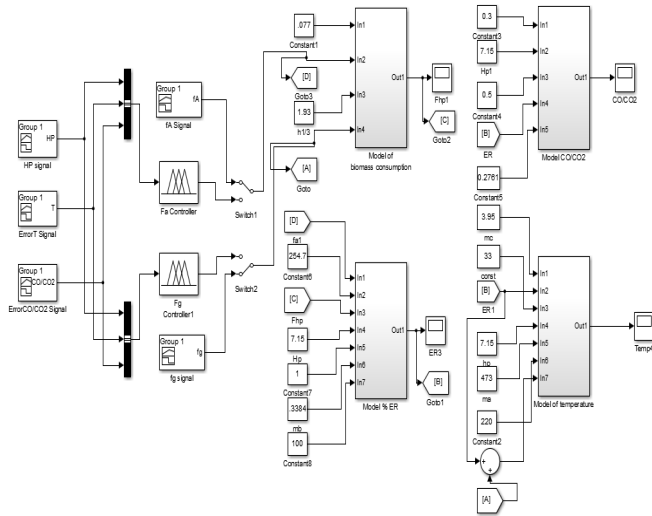 Group 1
HP
HP signal
Group 1
T
ErrorT Signal
Group 1
CO/CO2
ErrorCO/CO2 Signal
Group 1
fA
fA Signal
Fa Controller
Switch1
Fg
Controller1
Switch2
Group 1
fg
fg signal
.077
Constant1
[D]
Goto3
1.93
h1/3
[A]
Goto
In1
In2
In3
In4
Out1
Model of
biomass consumption
Fhp1
[C]
Goto2
[D]
fa1
254.7
Constant6
[C]
Fhp
7.15
Hp
1
Constant7
.3384
mb
100
Constant8
In1
In2
In3
In4
In5
In6
In7
Out1
Model % ER
ER3
[B]
Goto1
0.3
Constant3
7.15
Hp1
0.5
Constant4
[B]
ER
0.2761
Constant5
In1
In2
In3
In4
In5
Out1
Model CO/CO2
CO/CO2
3.95
mc
33
const
[B]
ER1
7.15
hp
473
ma
220
Constant2
[A]
In1
In2
In3
In4
In5
In6
In7
Out1
Model of temperature
Temp4